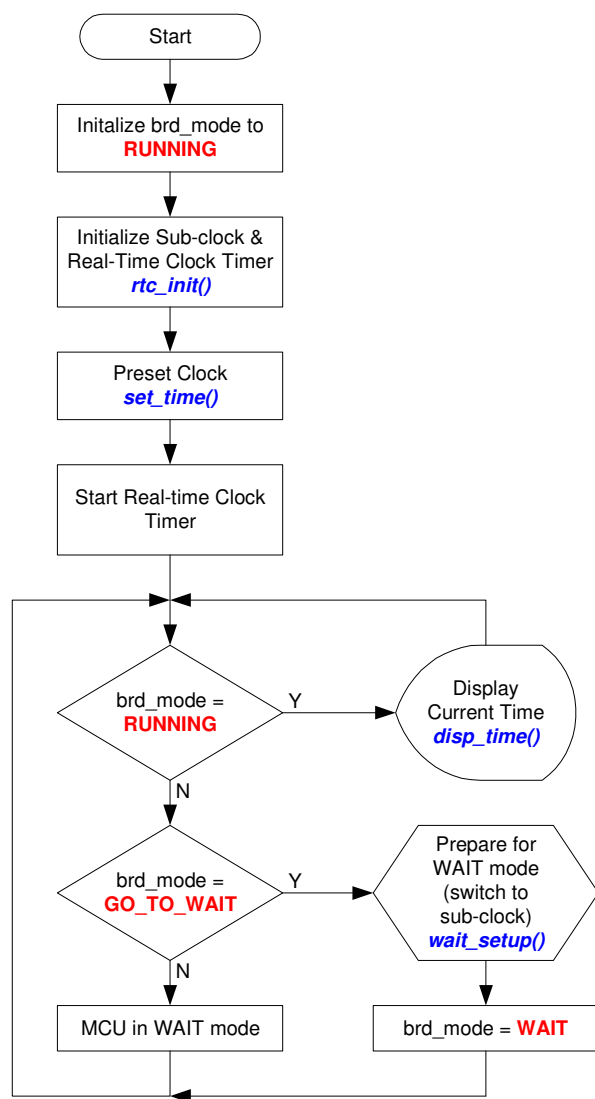 Start
Initalize brd_mode to
RUNNING
Initialize Sub-clock &
Real-Time Clock Timer
rtc_init()
Preset Clock
set_time()
Start Real-time Clock
Timer
brd_mode =
RUNNING
Y
Display
Current Time
disp_time()
N
brd_mode =
GO_TO_WAIT
Y
Prepare for
WAIT mode
(switch to
sub-clock)
wait_setup()
N
MCU in WAIT mode
brd_mode = WAIT